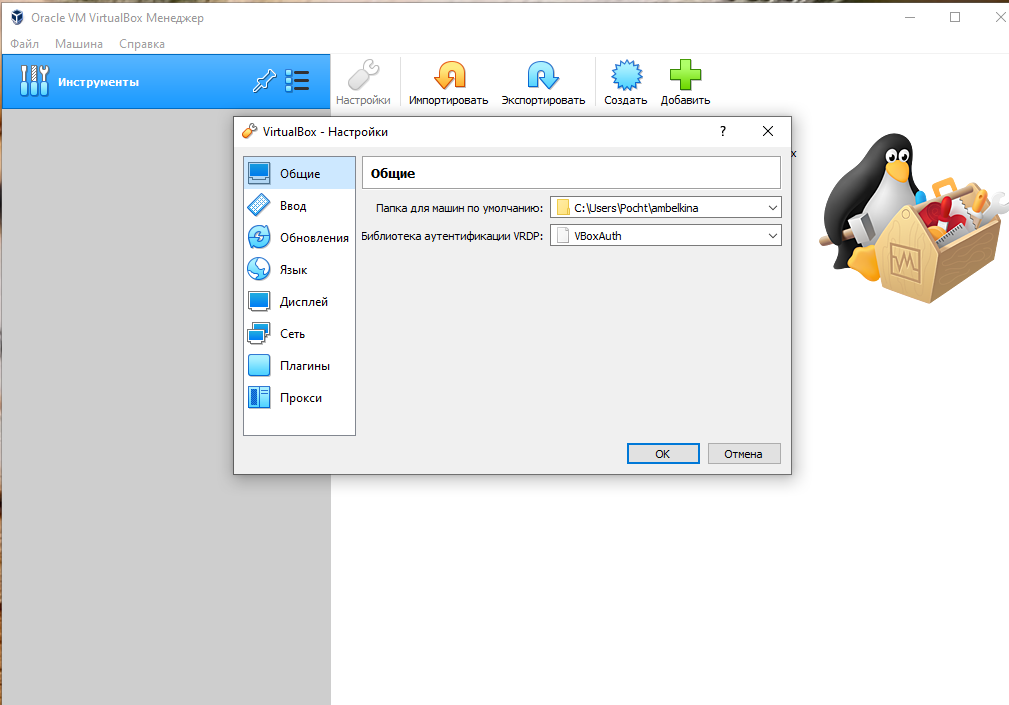 Oracle VM VirtualBox Менеджер
Файл Машина Справка
Инструменты
Настройки Импортировать Экспортировать Создать Добавить
VirtualBox - Настройки
?
Общие
Ввод
Обновления
Язык
Дисплей
Сеть
Плагины
Прокси
Общие
Папка для машин по умолчанию: C:\Users\Pocht\ambelkina
Библиотека аутентификации VRDP: VBoxAuth
OK Отмена
х